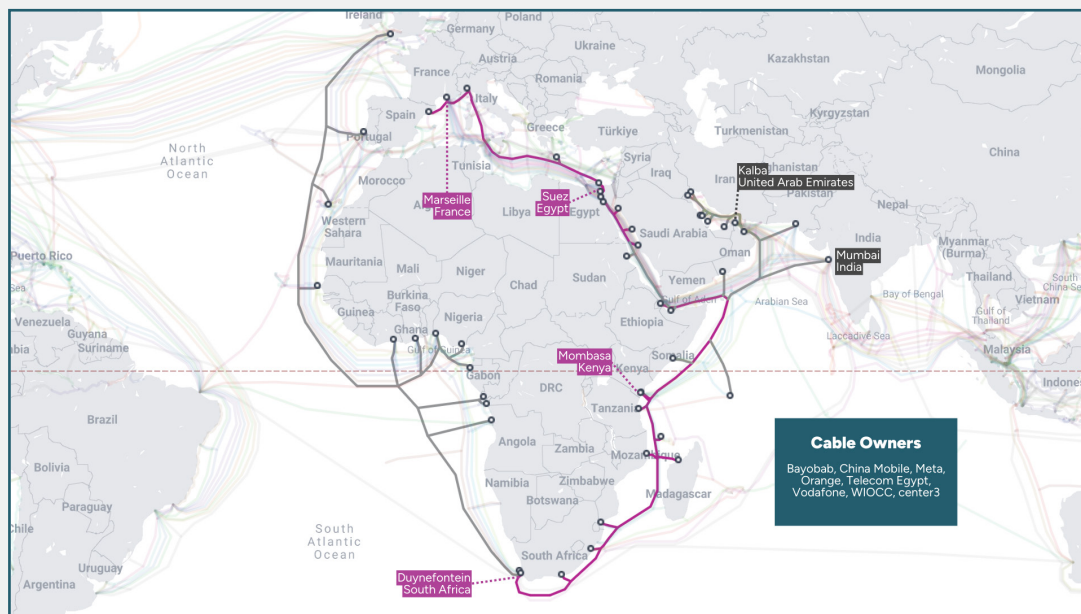 Ireland
Poland
Germany
Ukraine
Kazakhstan
Mongolia
Austria
France
Romania
Italy
Spain
Kyrgyzstan
Greece
Türkiye
Turkmenistan
Portugal
North
Atlantic
Ocean
Tunisia
Syria
China
Morocco
Iraq
Iran
Afghanistan
Kalba
United Arab Emirates
Pakistan
Marseille
France
Suez
Egypt
Libya
Egypt
Nepal
Western
Sahara
Saudi Arabia
Oman
India
Mumbai
India
Myanmar
(Burma)
Puerto Rico
Mauritania
Mali
Niger
Chad
Sudan
Yemen
Gulf of Aden
Arabian Sea
Bay of Bengal
Thailand
South
China Sea
Vietnam
Gulf of
Thailand
Laccadive Sea
Burkina
Faso
Guinea
Ghana
Nigeria
Gulf of Guinea
Ethiopia
Somalia
Venezuela
Guyana
Suriname
Malaysia
Mombasa
Kenya
Kenya
Gabon
DRC
Tanzania
Brazil
Angola
Zambia
Mozambique
Bolivia
Namibia
Zimbabwe
Botswana
Madagascar
Paraguay
Chile
South
Atlantic
Ocean
South Africa
Uruguay
Argentina
Duynefontein
South Africa
Cable Owners
Bayobab, China Mobile, Meta,
Orange, Telecom Egypt,
Vodafone, WIOCC, center3